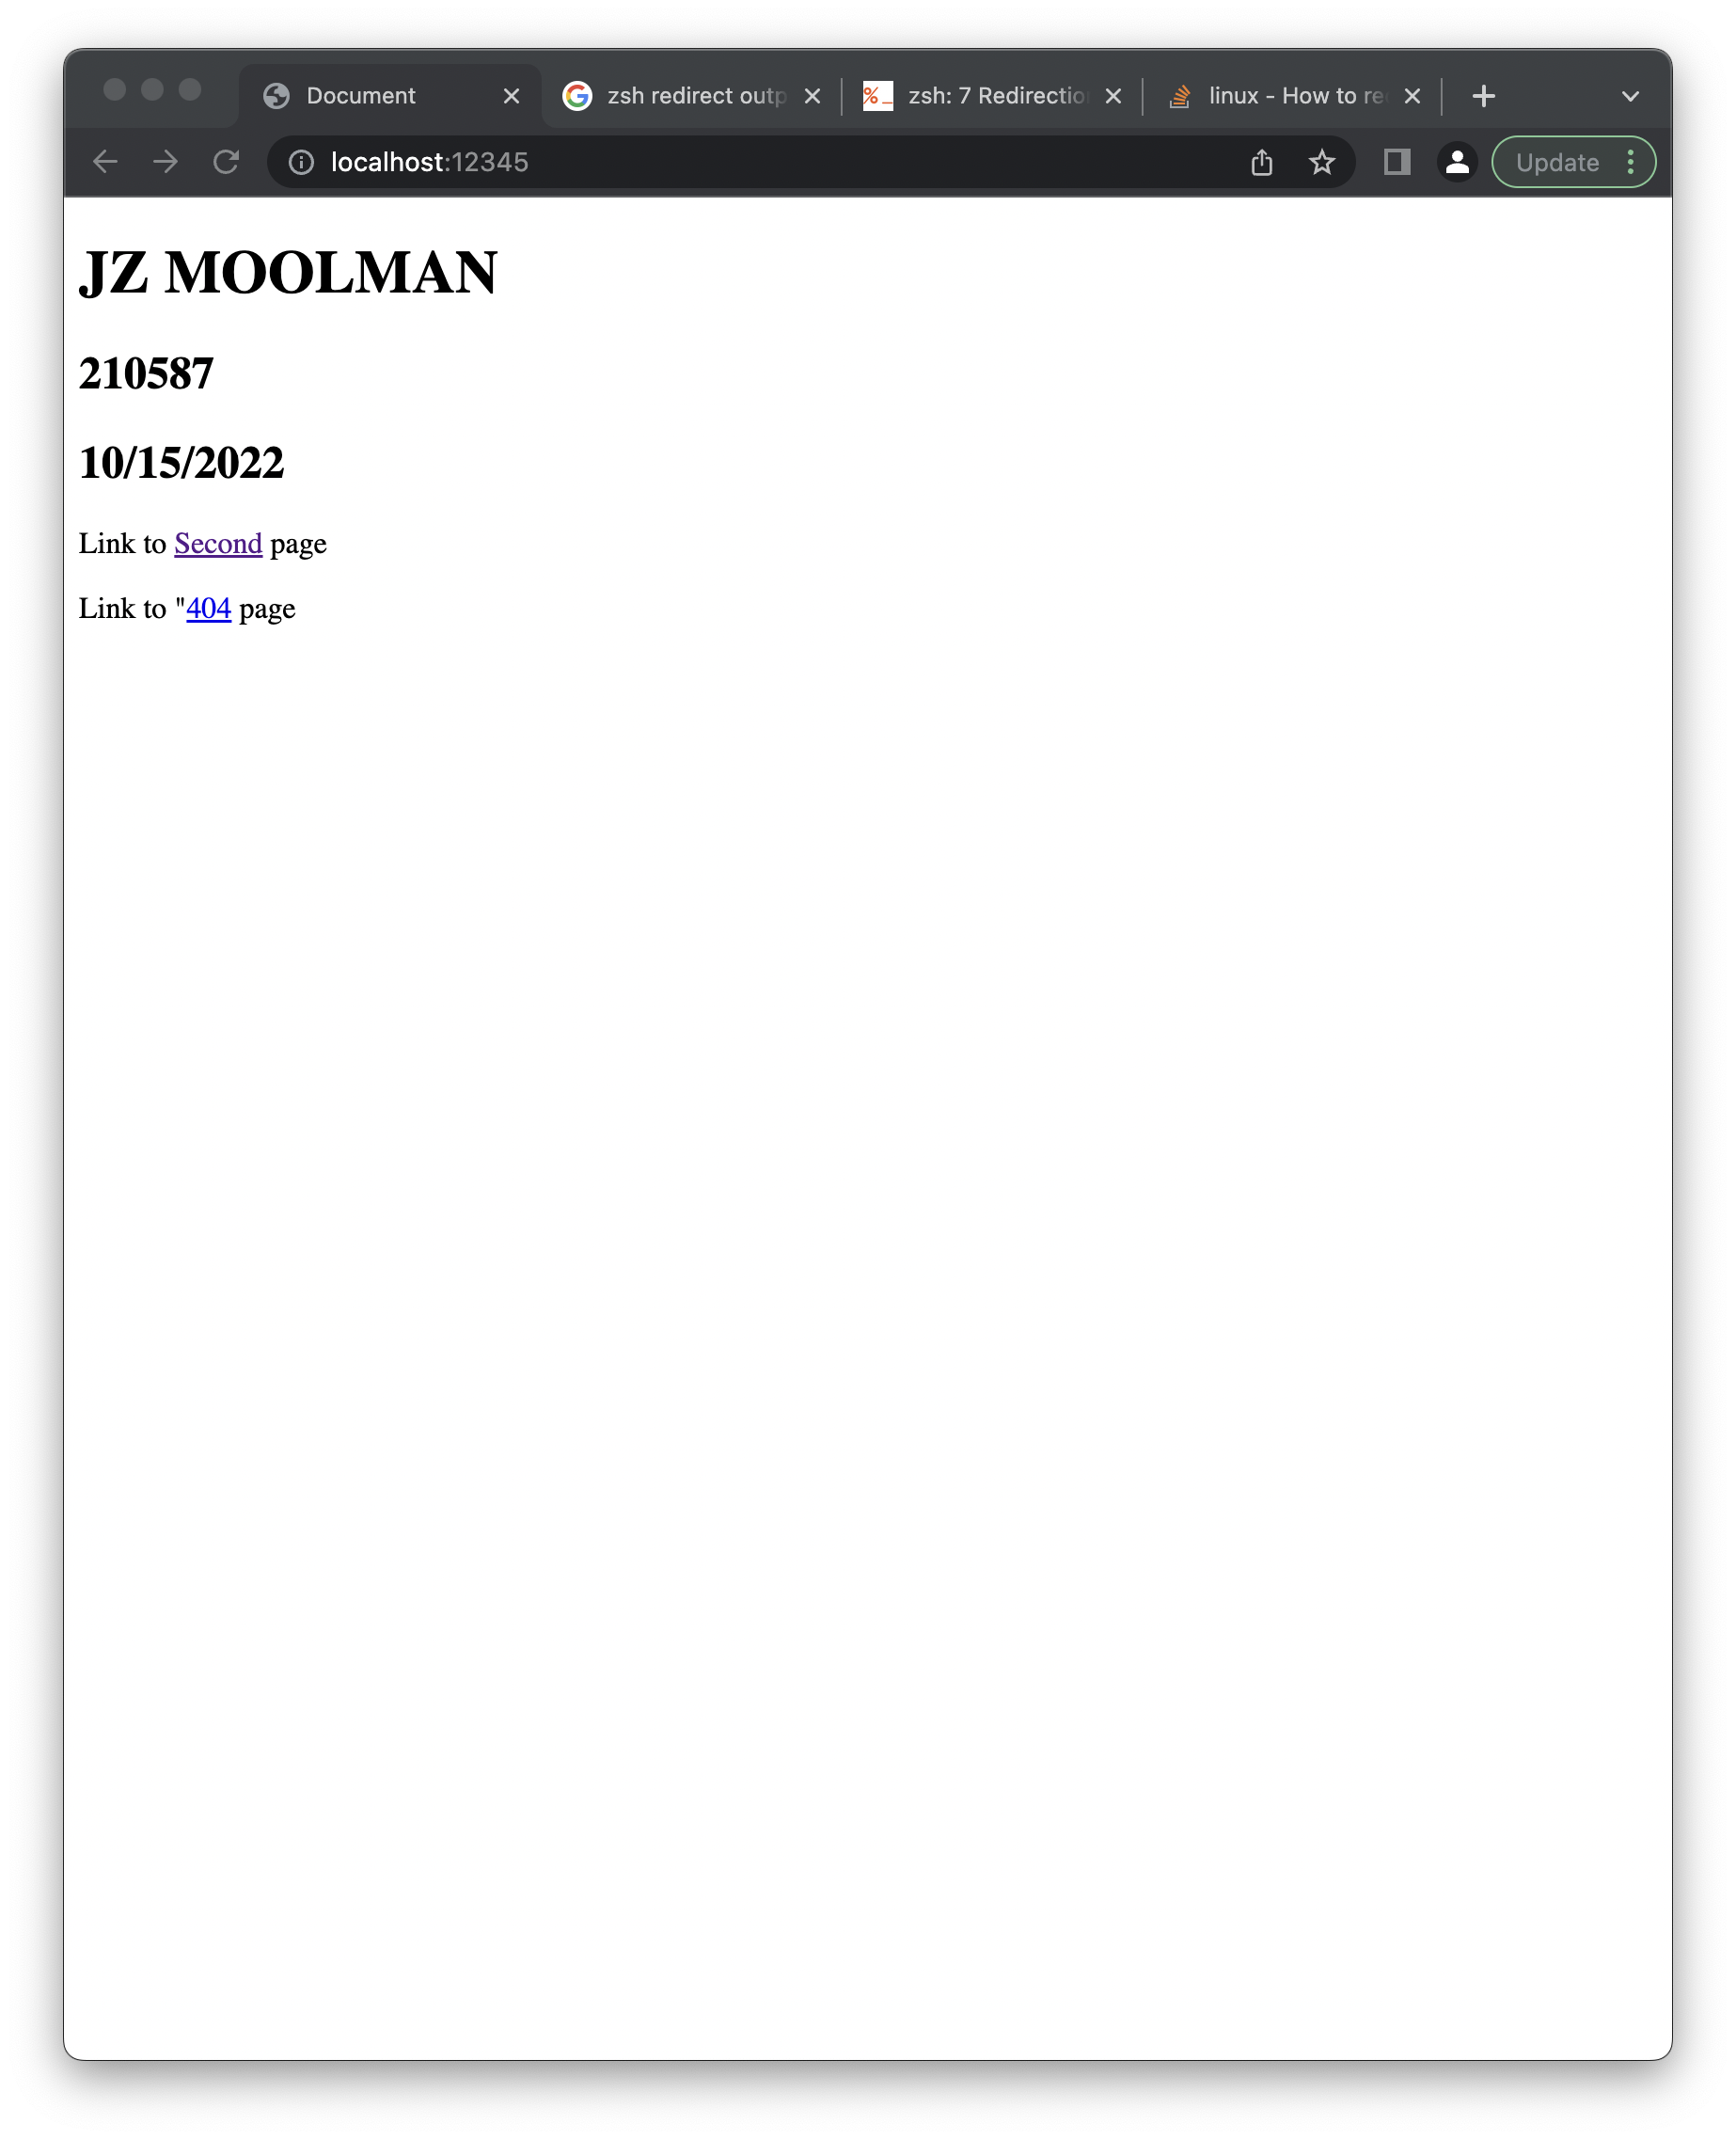 Document
zsh redirect outp
zsh: 7 Redirectio
linux - How to re
localhost:12345
Update
JZ MOOLMAN
210587
10/15/2022
Link to Second page
Link to "404 page